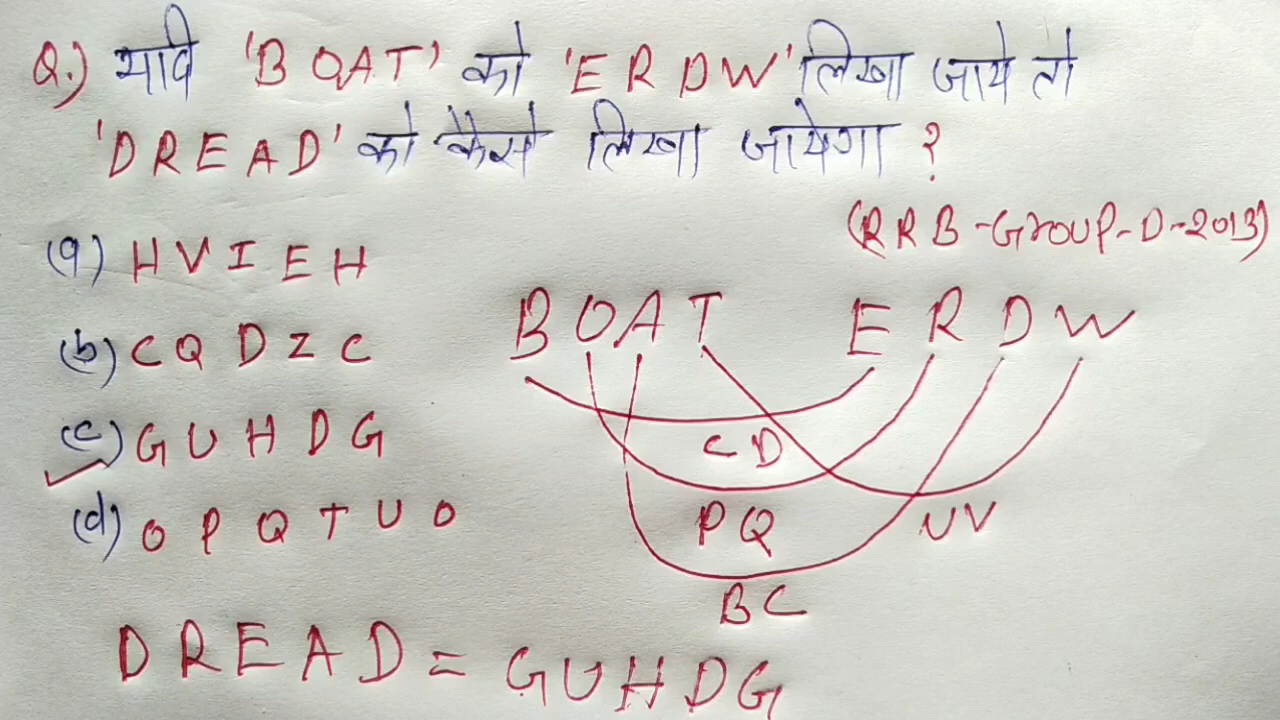 Q.) यदि 'BOAT' को 'ERDW' लिखा जाये तो
'DREAD' को कैसे लिखा जायेगा ?
(RRB-Group-D-2013)
(a) HVIEH
(b) CQDZC
(c) GUHDG
(d) OPQTUO
BOAT ERDW
CD
PQ UV
BC
DREAD = GUHDG